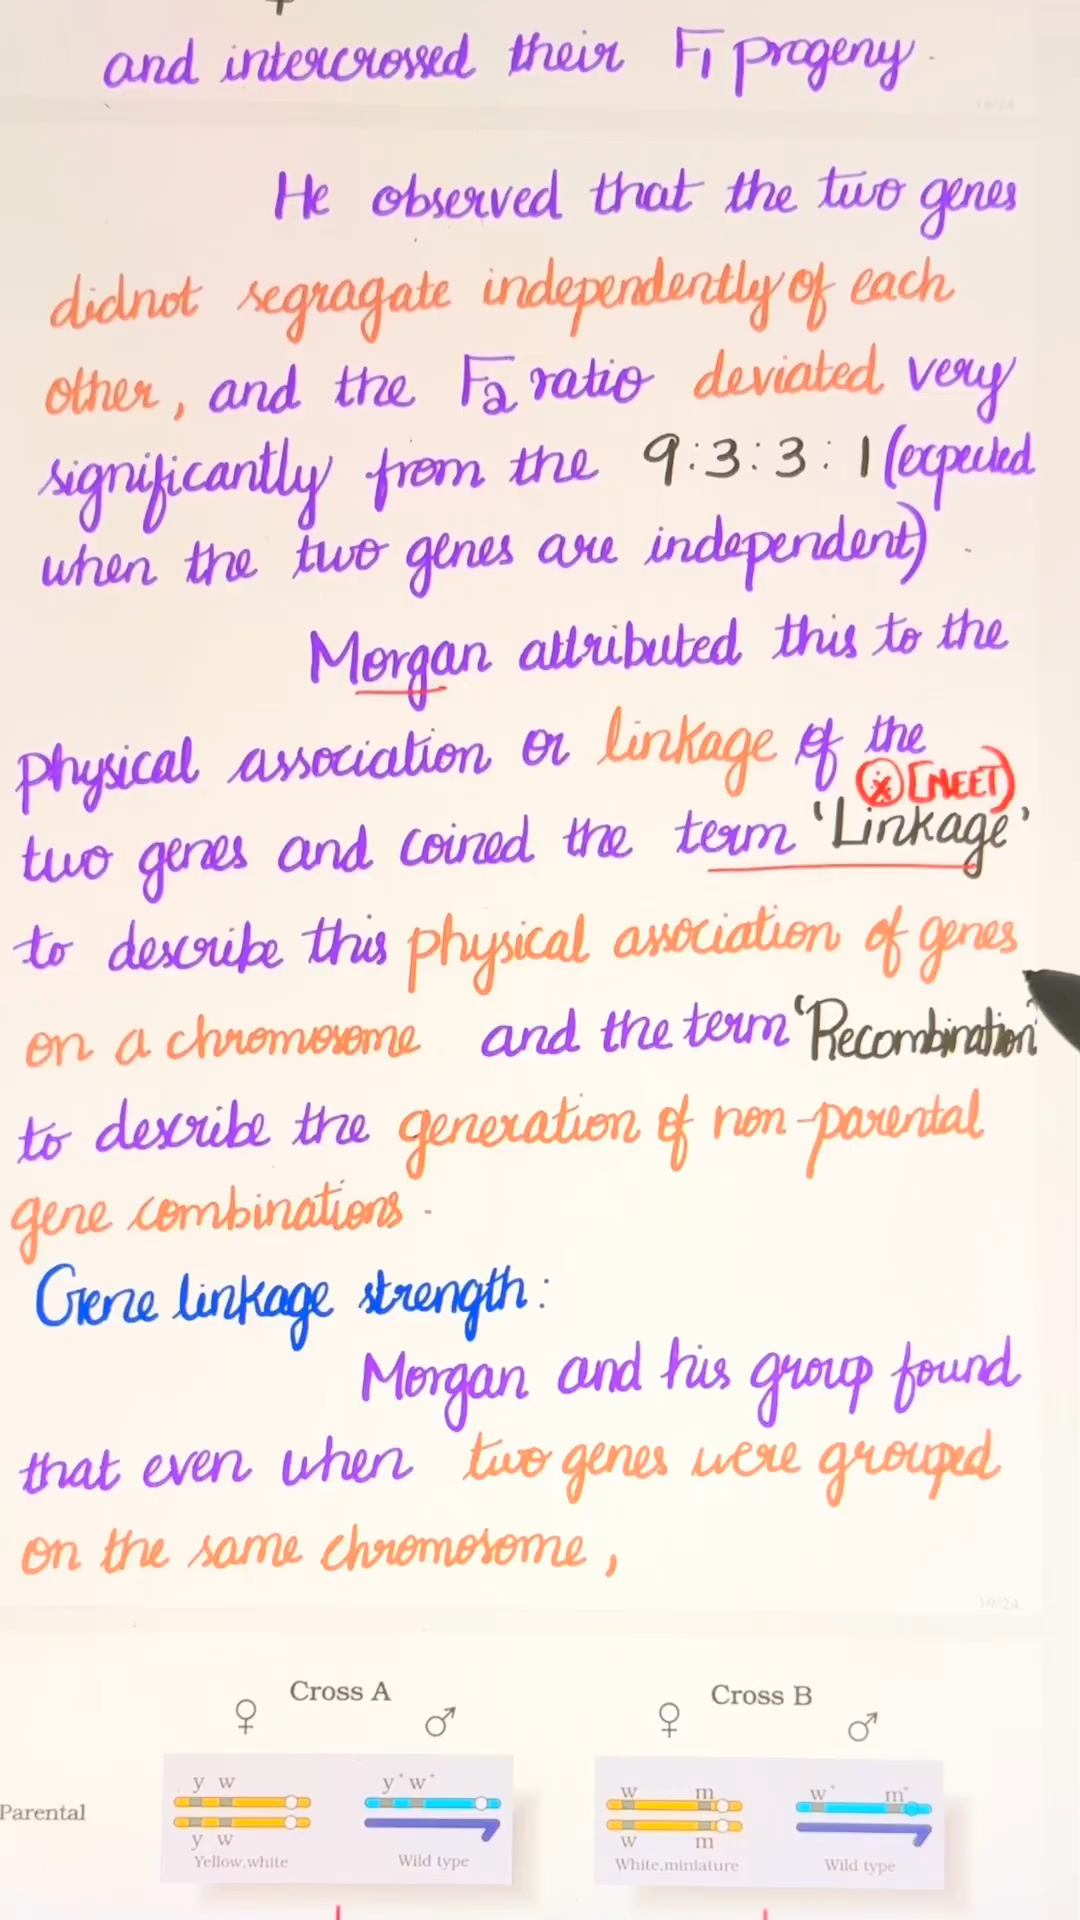 and intercrossed their F1 progeny.
18/24
He observed that the two genes
didnot segragate independently of each
other, and the F2 ratio deviated very
significantly from the 9:3:3:1 (expected
when the two genes are independent).
Morgan attributed this to the
physical association or linkage of the
(NEET)
two genes and coined the term 'Linkage'
to describe this physical association of genes
on a chromosome and the term 'Recombination'
to describe the generation of non-parental
gene combinations.
Gene linkage strength:
Morgan and his group found
that even when two genes were grouped
on the same chromosome,
19/24
Cross A Cross B
♀ ♂ ♀ ♂
y w y+ w+ w m w+ m+
Parental
y w w m
Yellow,white Wild type White,miniature Wild type